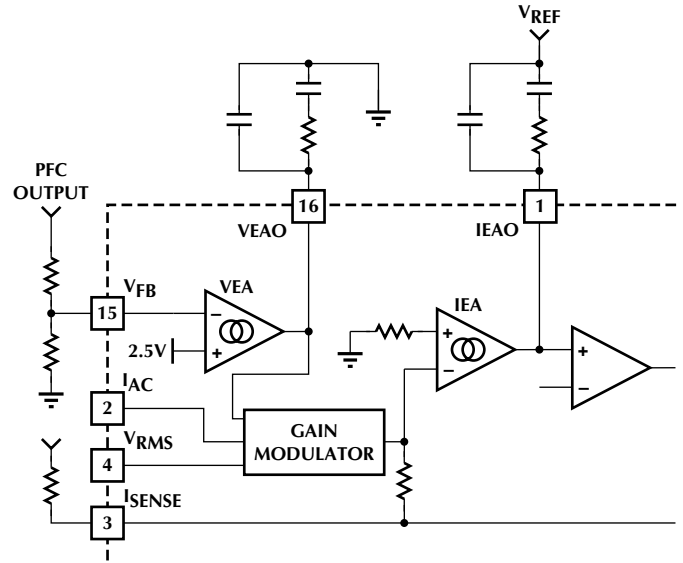 VREF
PFC
OUTPUT
16
1
VEAO
IEAO
VFB
VEA
IEA
15
−
+
+
−
2.5V
+
−
IAC
2
GAIN
MODULATOR
VRMS
4
ISENSE
3